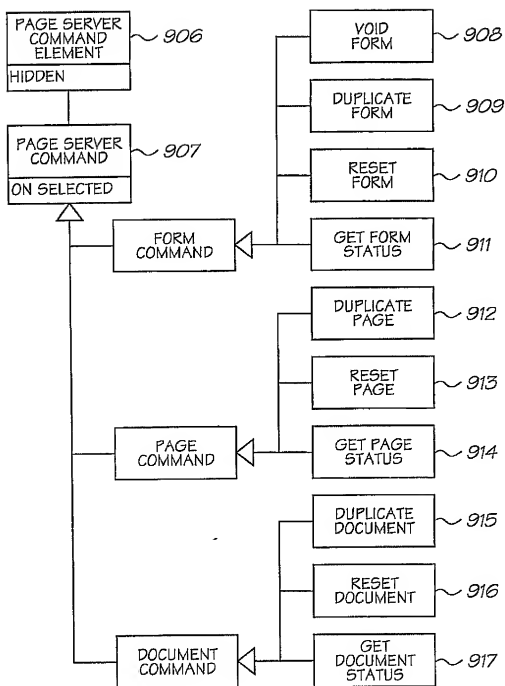 PAGE SERVER
COMMAND
ELEMENT
906
HIDDEN
PAGE SERVER
COMMAND
907
ON SELECTED
FORM
COMMAND
VOID
FORM
908
DUPLICATE
FORM
909
RESET
FORM
910
GET FORM
STATUS
911
PAGE
COMMAND
DUPLICATE
PAGE
912
RESET
PAGE
913
GET PAGE
STATUS
914
DOCUMENT
COMMAND
DUPLICATE
DOCUMENT
915
RESET
DOCUMENT
916
GET
DOCUMENT
STATUS
917